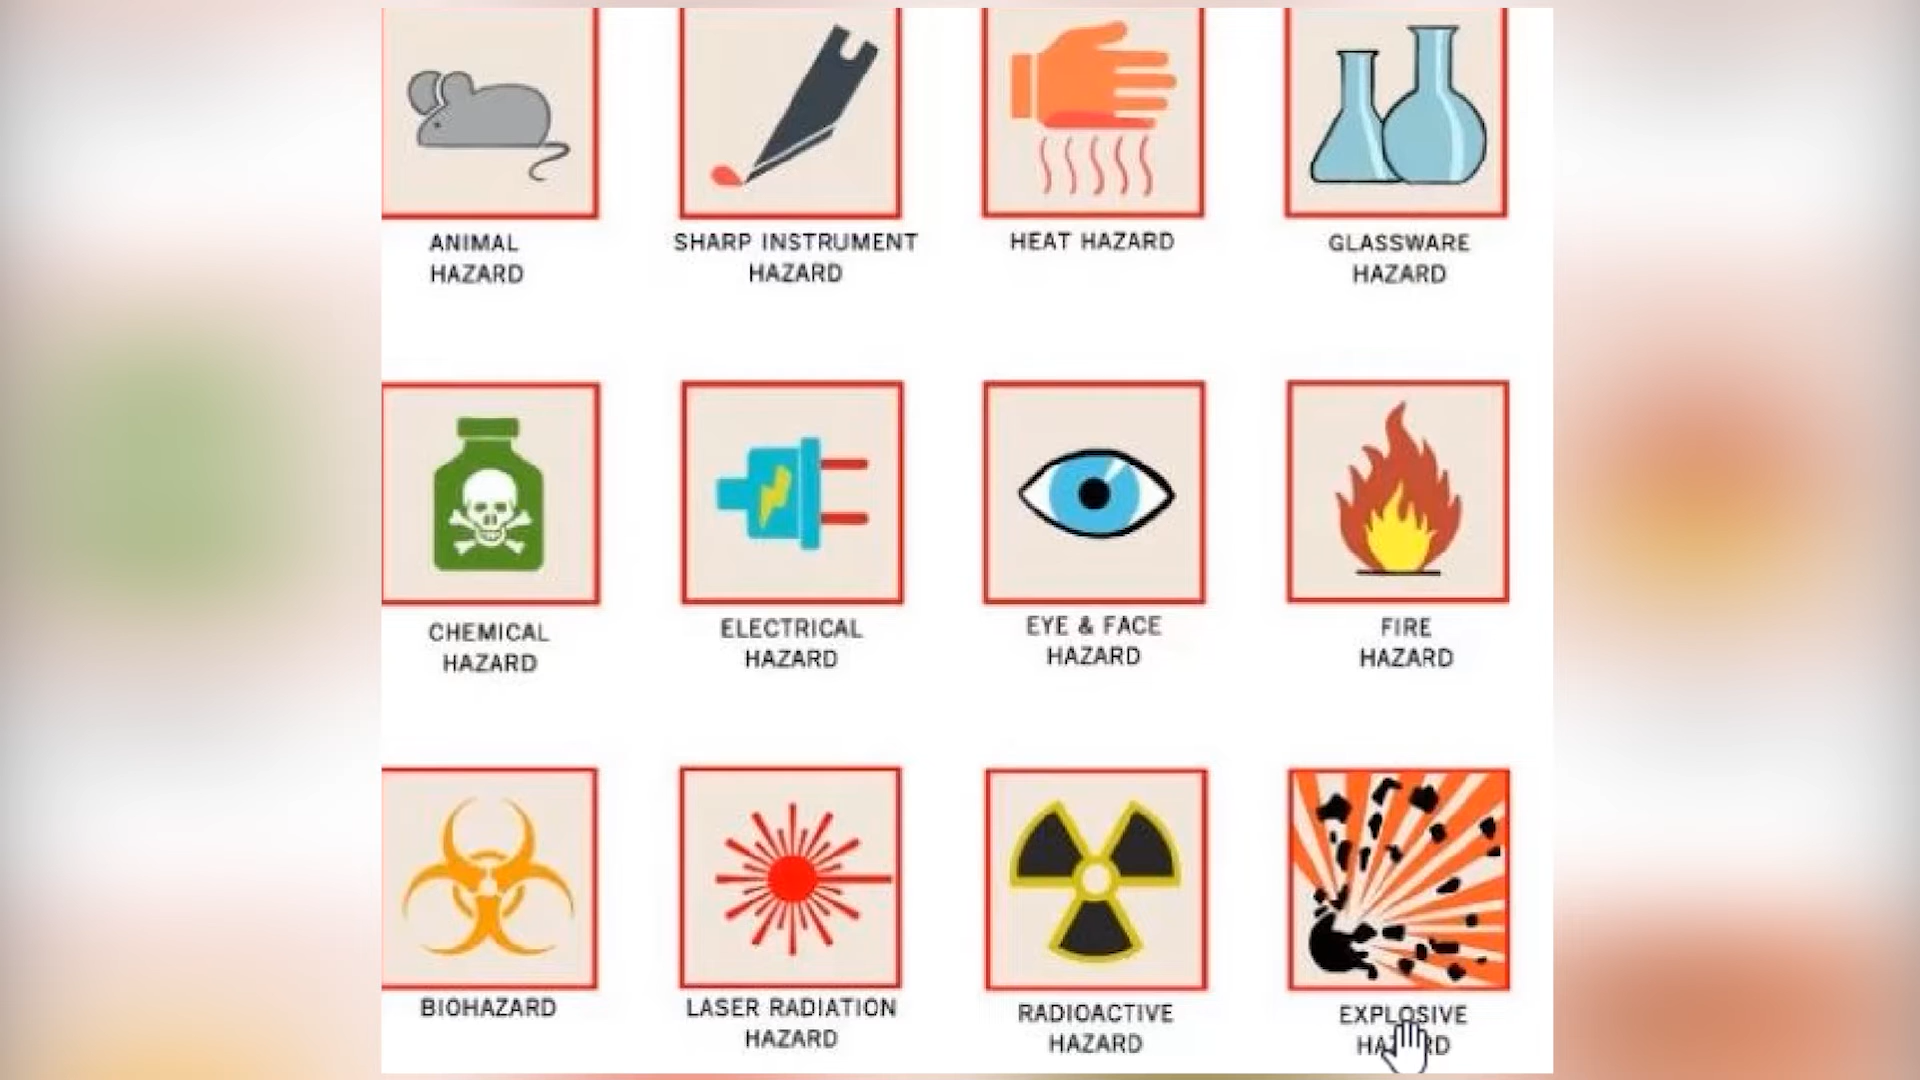 ANIMAL
HAZARD
SHARP INSTRUMENT
HAZARD
HEAT HAZARD
GLASSWARE
HAZARD
CHEMICAL
HAZARD
ELECTRICAL
HAZARD
EYE & FACE
HAZARD
FIRE
HAZARD
BIOHAZARD
LASER RADIATION
HAZARD
RADIOACTIVE
HAZARD
EXPLOSIVE
HAZARD